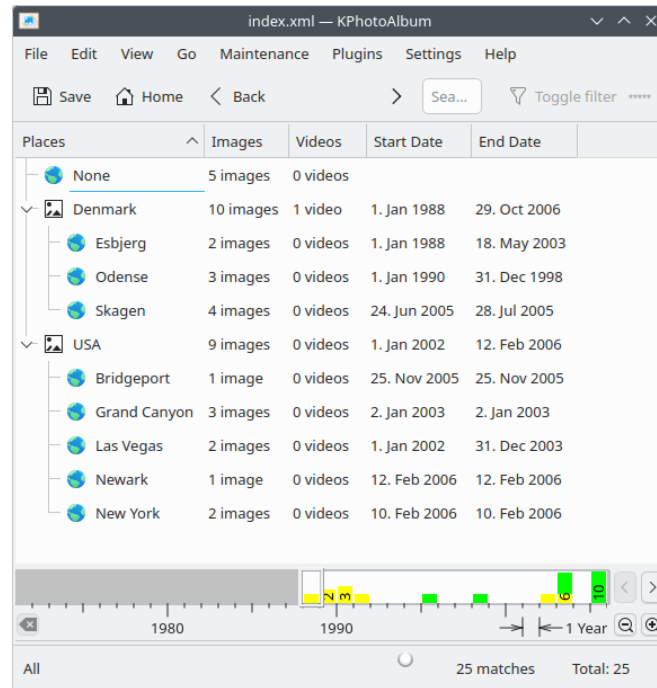 index.xml — KPhotoAlbum
File Edit View Go Maintenance Plugins Settings Help
Save Home Back Sea... Toggle filter
Places Images Videos Start Date End Date
None 5 images 0 videos
Denmark 10 images 1 video 1. Jan 1988 29. Oct 2006
Esbjerg 2 images 0 videos 1. Jan 1988 18. May 2003
Odense 3 images 0 videos 1. Jan 1990 31. Dec 1998
Skagen 4 images 0 videos 24. Jun 2005 28. Jul 2005
USA 9 images 0 videos 1. Jan 2002 12. Feb 2006
Bridgeport 1 image 0 videos 25. Nov 2005 25. Nov 2005
Grand Canyon 3 images 0 videos 2. Jan 2003 2. Jan 2003
Las Vegas 2 images 0 videos 1. Jan 2002 31. Dec 2003
Newark 1 image 0 videos 12. Feb 2006 12. Feb 2006
New York 2 images 0 videos 10. Feb 2006 10. Feb 2006
2 3 6 10
1980 1990 1 Year
All 25 matches Total: 25